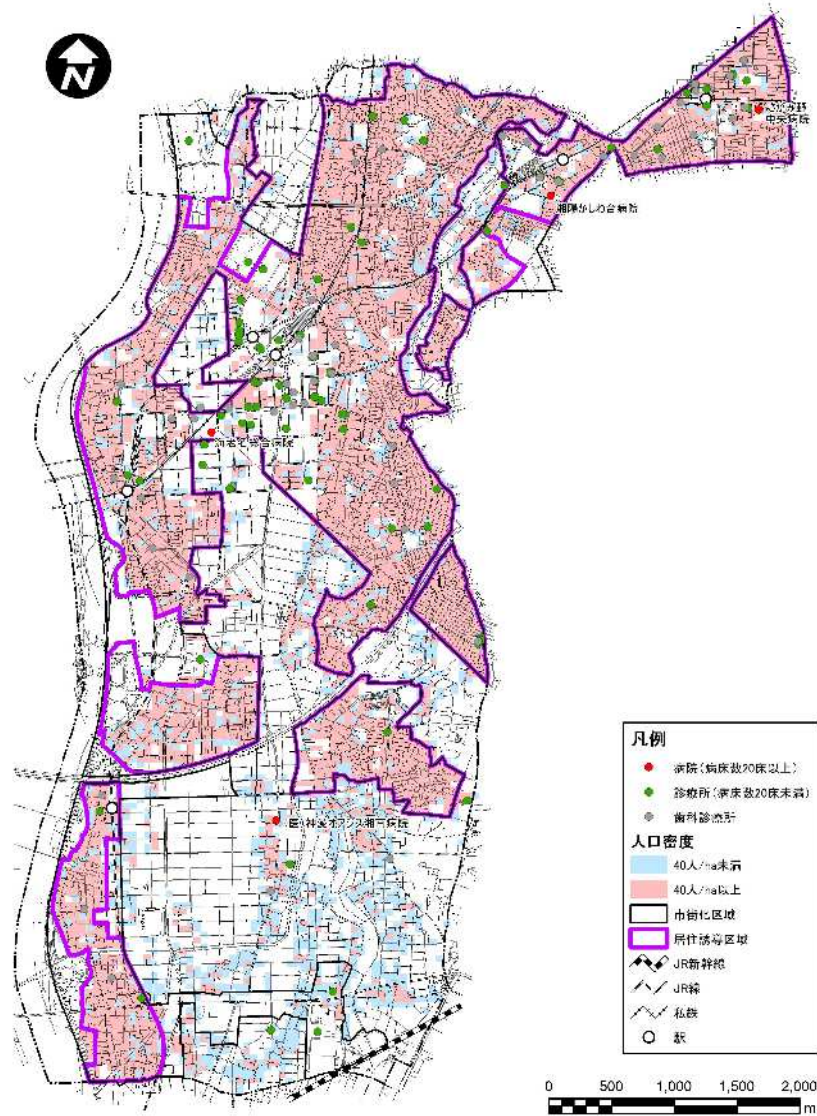 N
中央病院
湘陽かしわ台病院
海老名総合病院
凡例
病院(病床数20床以上)
診療所(病床数20床未満)
歯科診療所
人口密度
40人/ha未満
40人/ha以上
市街化区域
居住誘導区域
JR新幹線
JR線
私鉄
駅
0 500 1,000 1,500 2,000
m